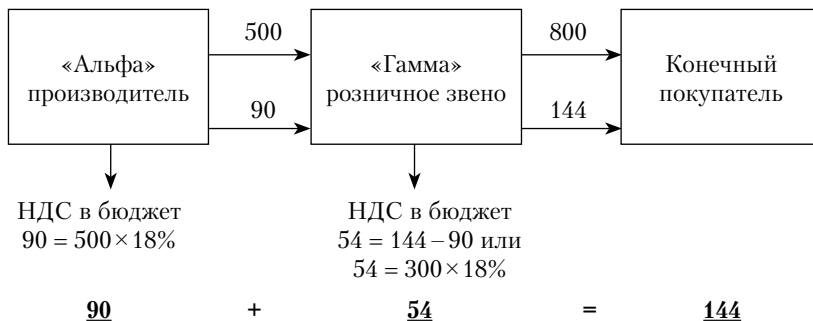 500
800
«Альфа»
производитель
«Гамма»
розничное звено
Конечный
покупатель
90
144
НДС в бюджет
90 = 500 × 18%
НДС в бюджет
54 = 144 – 90 или
54 = 300 × 18%
90 + 54 = 144